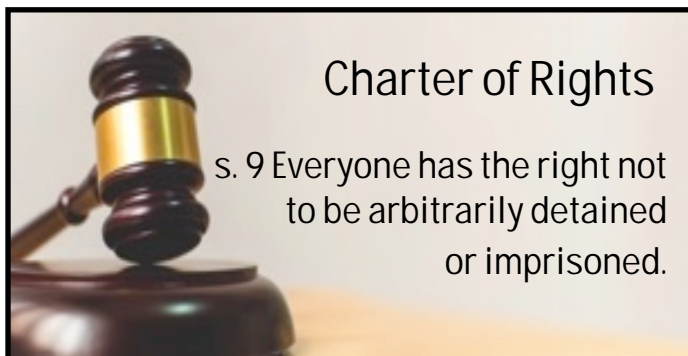 Charter of Rights
s. 9 Everyone has the right not
to be arbitrarily detained
or imprisoned.